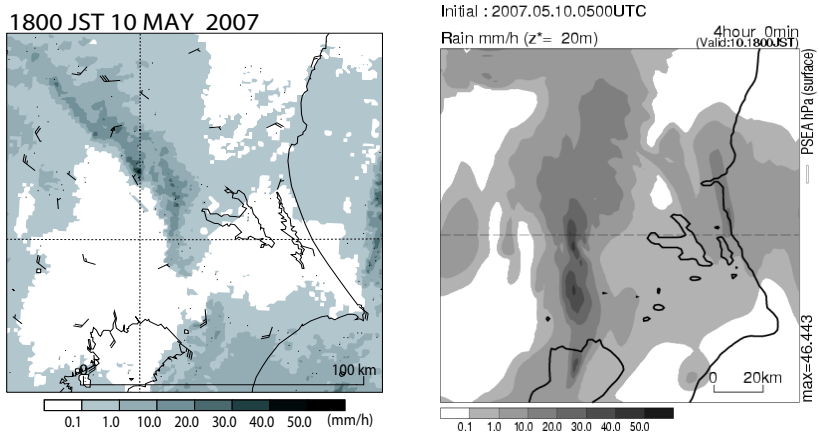 1800 JST 10 MAY 2007
0
100 km
0.1 1.0 10.0 20.0 30.0 40.0 50.0 (mm/h)
Initial : 2007.05.10.0500UTC
Rain mm/h (z*= 20m)
4hour 0min
(Valid:10.1800JST)
PSEA hPa (surface)
max=46.443
0 20km
0.1 1.0 10.0 20.0 30.0 40.0 50.0